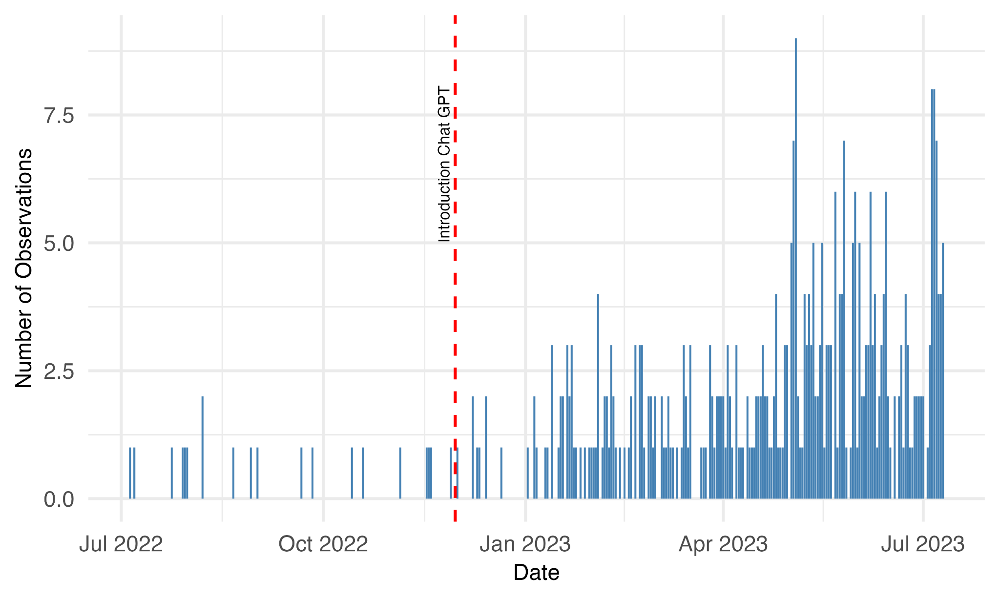 Number of Observations
7.5
5.0
2.5
0.0
Introduction Chat GPT
Jul 2022
Oct 2022
Jan 2023
Apr 2023
Jul 2023
Date